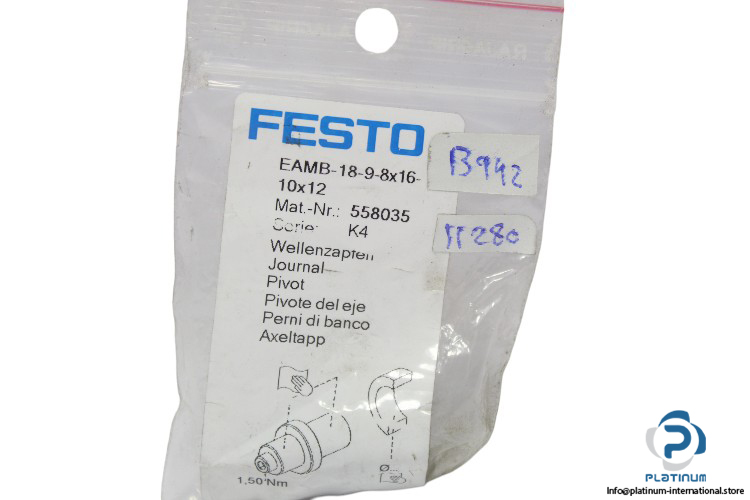 FESTO
EAMB-18-9-8x16-
10x12
Mat.-Nr.: 558035
Serie: K4
Wellenzapfen
Journal
Pivot
Pivote del eje
Perni di banco
Axeltapp
1,50 Nm
B942
280
PLATINUM
Info@platinum-international.store